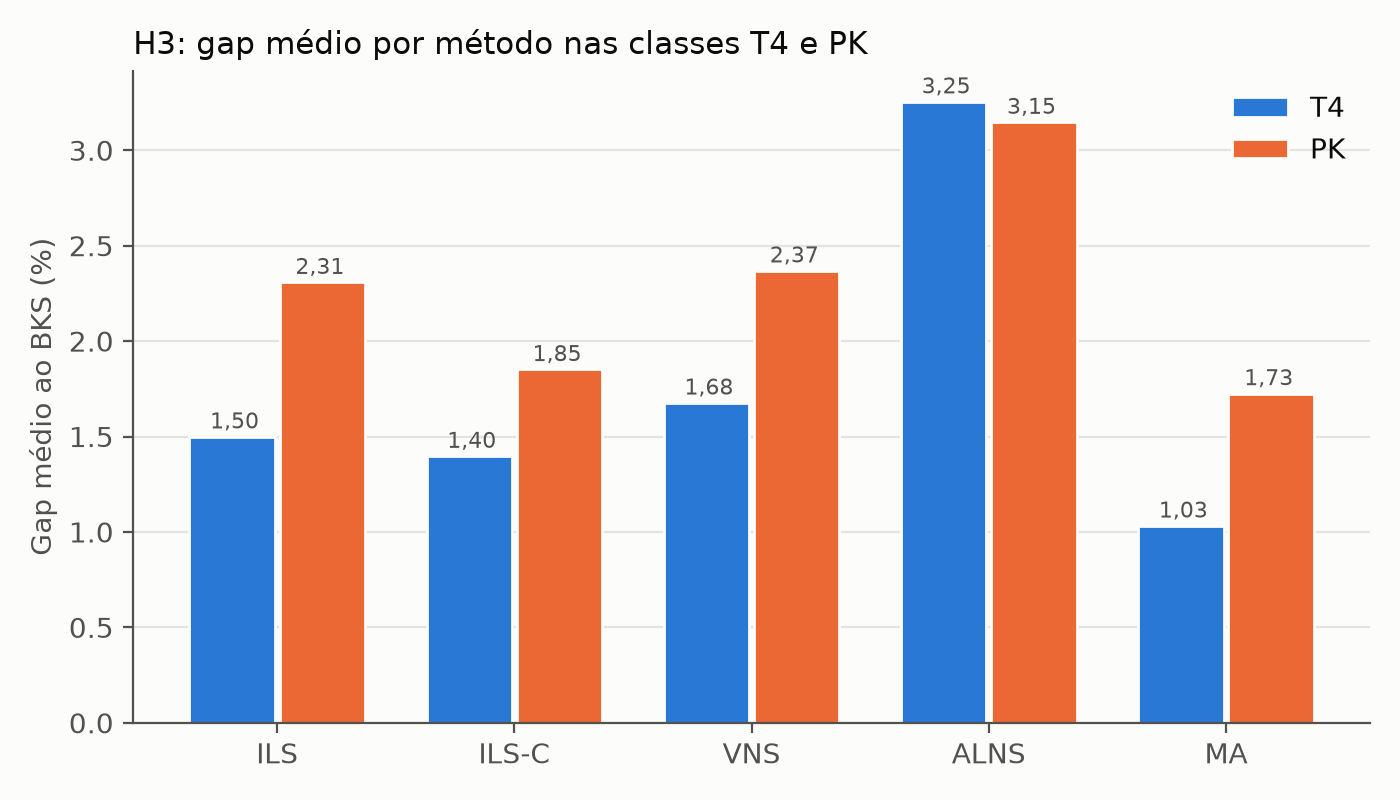 H3: gap médio por método nas classes T4 e PK
T4
PK
Gap médio ao BKS (%)
3.0
2.5
2.0
1.5
1.0
0.5
0.0
1,50
2,31
1,40
1,85
1,68
2,37
3,25
3,15
1,03
1,73
ILS
ILS-C
VNS
ALNS
MA